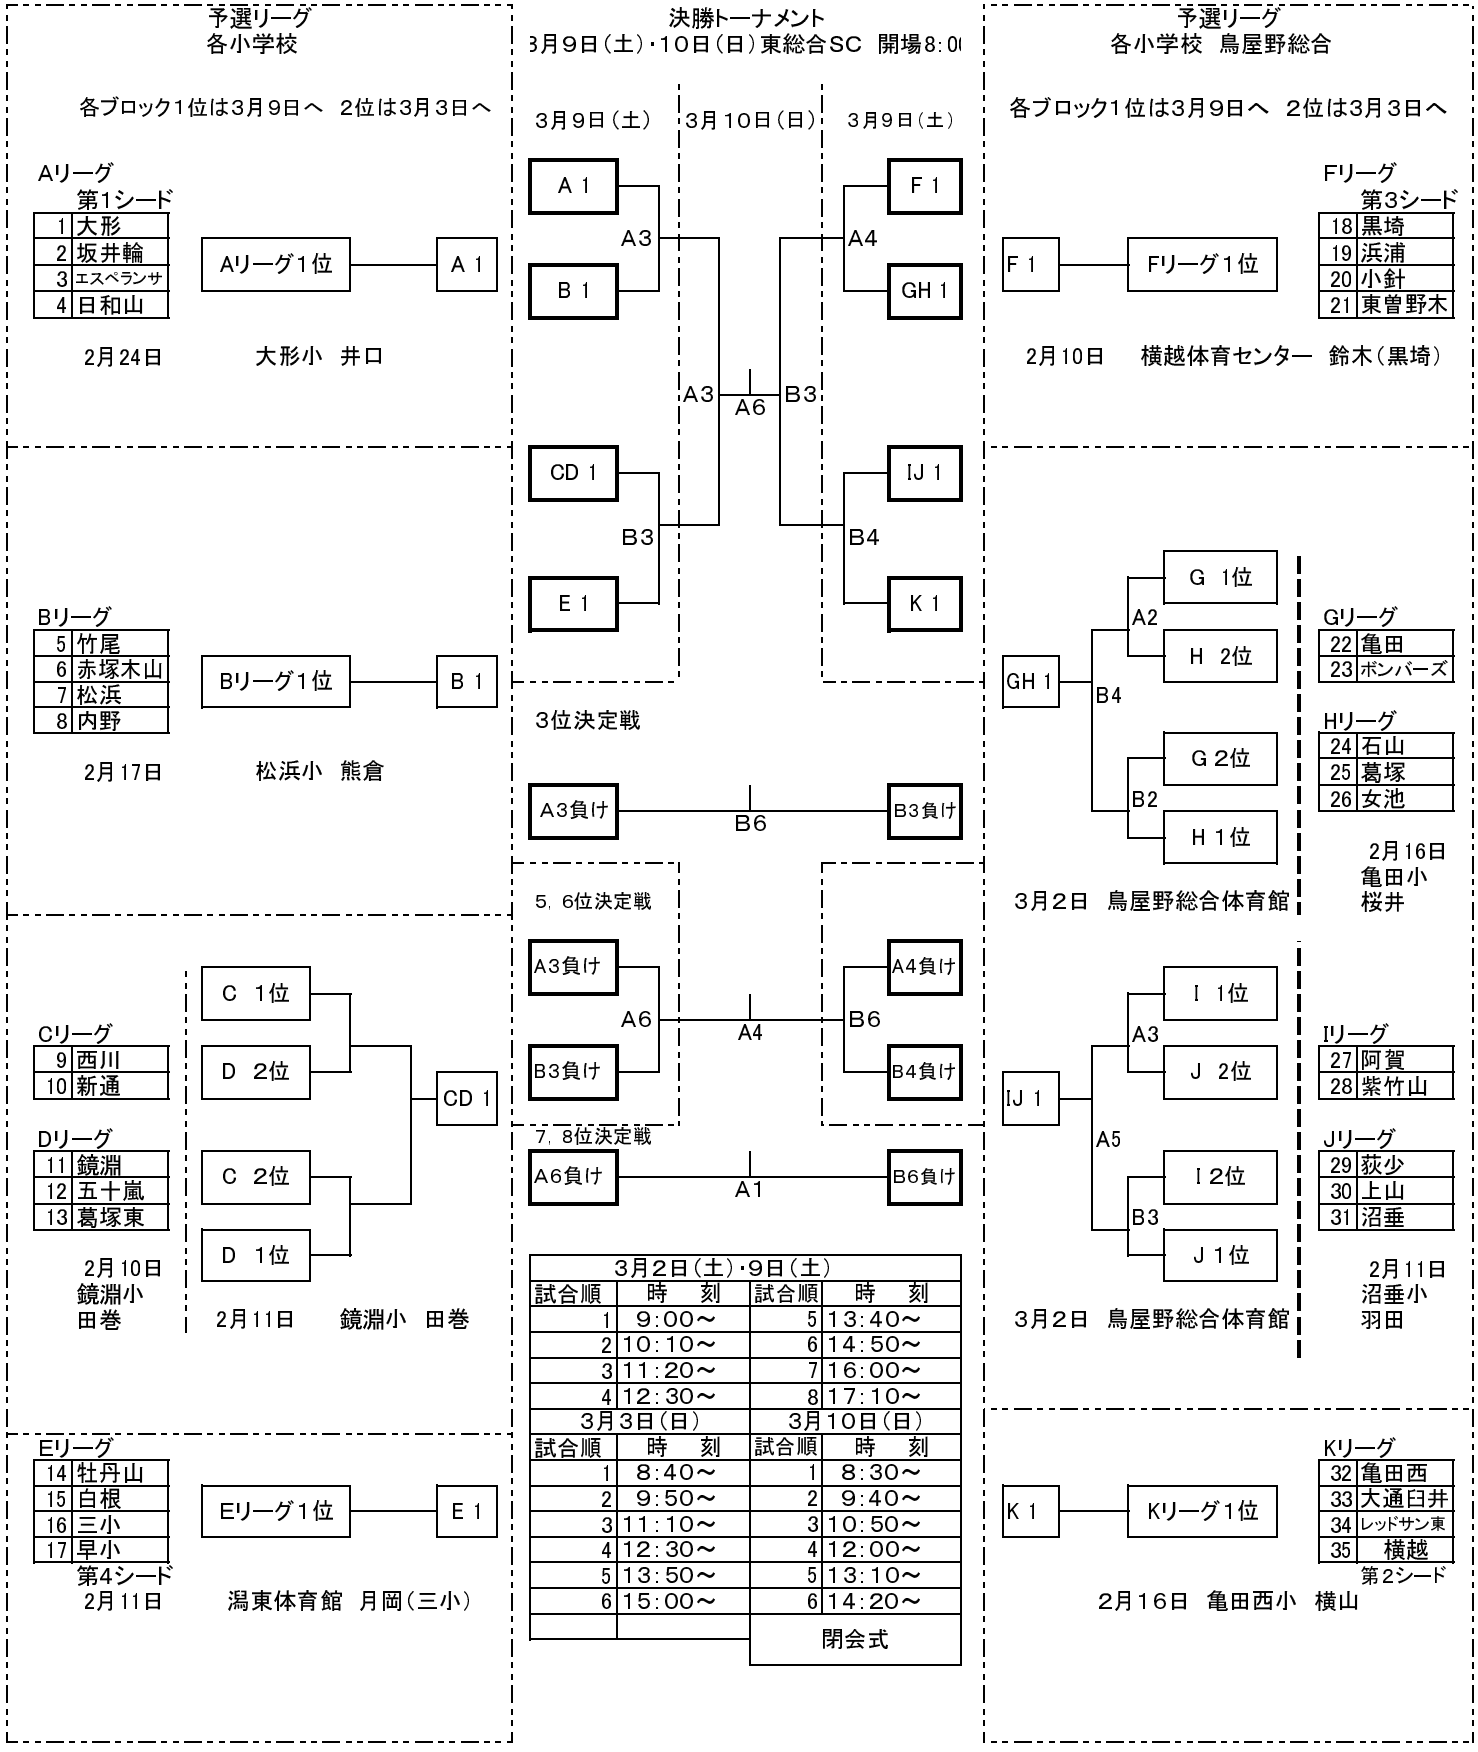 予選リーグ
各小学校
各ブロック1位は3月9日へ 2位は3月3日へ
Aリーグ
第1シード
1 大形
2 坂井輪
3 エスペランサ
4 日和山
Aリーグ1位
A 1
2月24日 大形小 井口
Bリーグ
5 竹尾
6 赤塚木山
7 松浜
8 内野
Bリーグ1位
B 1
2月17日 松浜小 熊倉
Cリーグ
9 西川
10 新通
Dリーグ
11 鏡淵
12 五十嵐
13 葛塚東
2月10日
鏡淵小
田巻
C 1位
D 2位
C 2位
D 1位
CD 1
2月11日 鏡淵小 田巻
Eリーグ
14 牡丹山
15 白根
16 三小
17 早小
第4シード
Eリーグ1位
E 1
2月11日 潟東体育館 月岡(三小)
決勝トーナメント
3月9日(土)・10日(日)東総合SC 開場8:00
3月9日(土)
3月10日(日)
3月9日(土)
A 1
B 1
A3
CD 1
E 1
B3
A3
A6
B3
F 1
GH 1
A4
IJ 1
K 1
B4
3位決定戦
A3負け
B6
B3負け
5, 6位決定戦
A3負け
B3負け
A6
A4
B6
A4負け
B4負け
7, 8位決定戦
A6負け
A1
B6負け
3月2日(土)・9日(土)
試合順 時 刻 試合順 時 刻
1 9:00～ 5 13:40～
2 10:10～ 6 14:50～
3 11:20～ 7 16:00～
4 12:30～ 8 17:10～
3月3日(日) 3月10日(日)
試合順 時 刻 試合順 時 刻
1 8:40～ 1 8:30～
2 9:50～ 2 9:40～
3 11:10～ 3 10:50～
4 12:30～ 4 12:00～
5 13:50～ 5 13:10～
6 15:00～ 6 14:20～
閉会式
予選リーグ
各小学校 鳥屋野総合
各ブロック1位は3月9日へ 2位は3月3日へ
Fリーグ
第3シード
18 黒埼
19 浜浦
20 小針
21 東曽野木
F 1
Fリーグ1位
2月10日 横越体育センター 鈴木(黒埼)
G 1位
A2
H 2位
GH 1
B4
G 2位
B2
H 1位
Gリーグ
22 亀田
23 ボンバーズ
Hリーグ
24 石山
25 葛塚
26 女池
2月16日
亀田小
桜井
3月2日 鳥屋野総合体育館
I 1位
A3
J 2位
IJ 1
A5
I 2位
B3
J 1位
Iリーグ
27 阿賀
28 紫竹山
Jリーグ
29 荻少
30 上山
31 沼垂
2月11日
沼垂小
羽田
3月2日 鳥屋野総合体育館
Kリーグ
32 亀田西
33 大通臼井
34 レッドサン東
35 横越
第2シード
K 1
Kリーグ1位
2月16日 亀田西小 横山